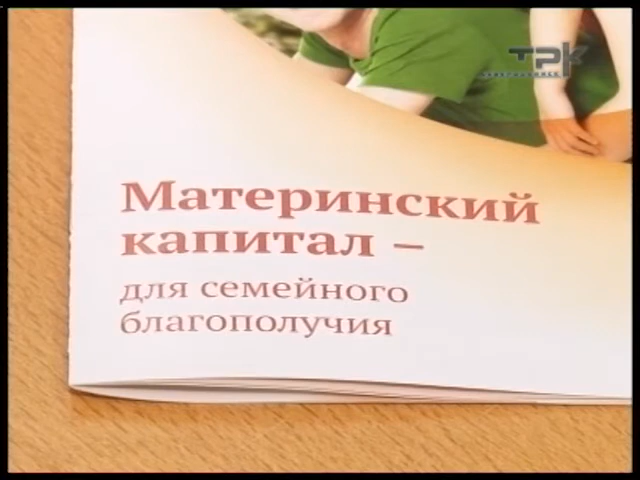 ТРК
Материнский
капитал –
для семейного
благополучия